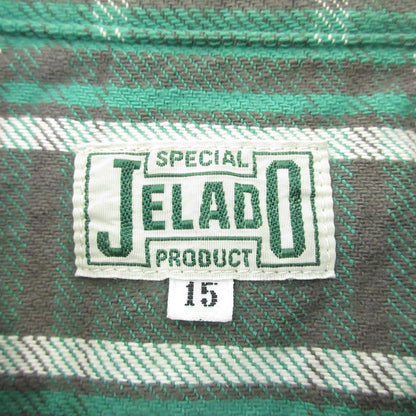 SPECIAL
JELADO
PRODUCT
15